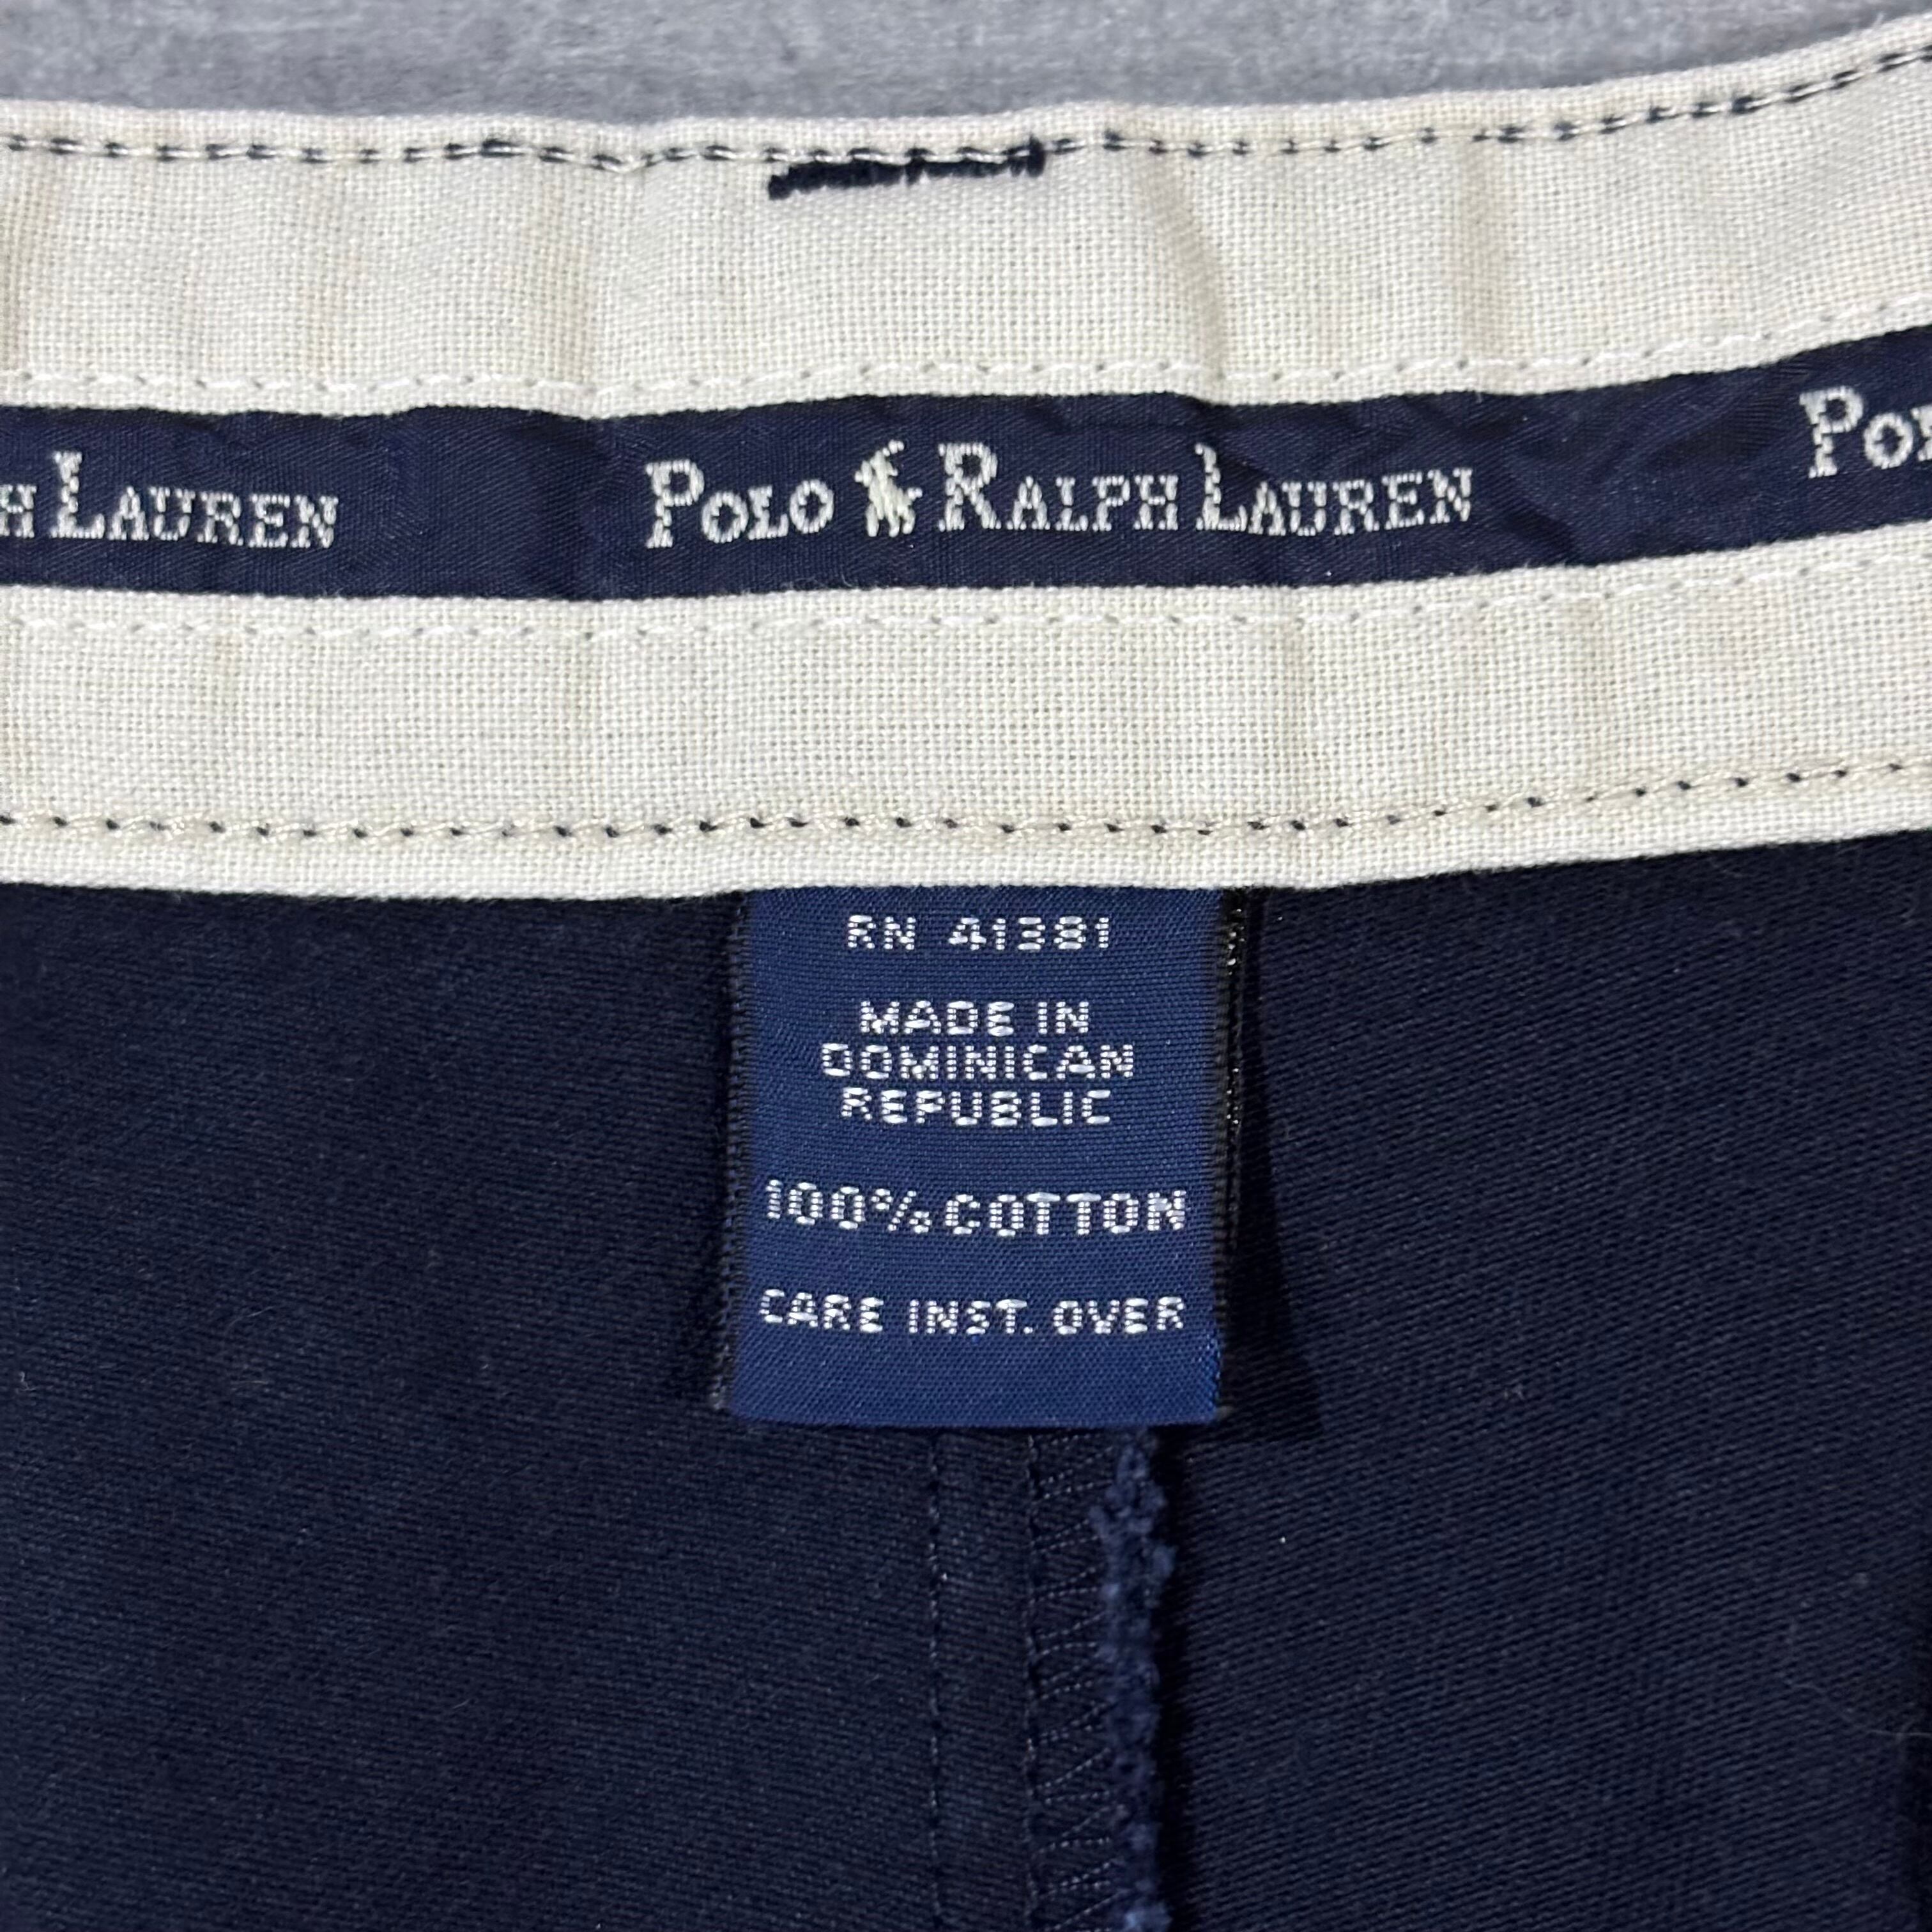 H LAUREN POLO RALPH LAUREN PO
RN 41381
MADE IN
DOMINICAN
REPUBLIC
100% COTTON
CARE INST. OVER